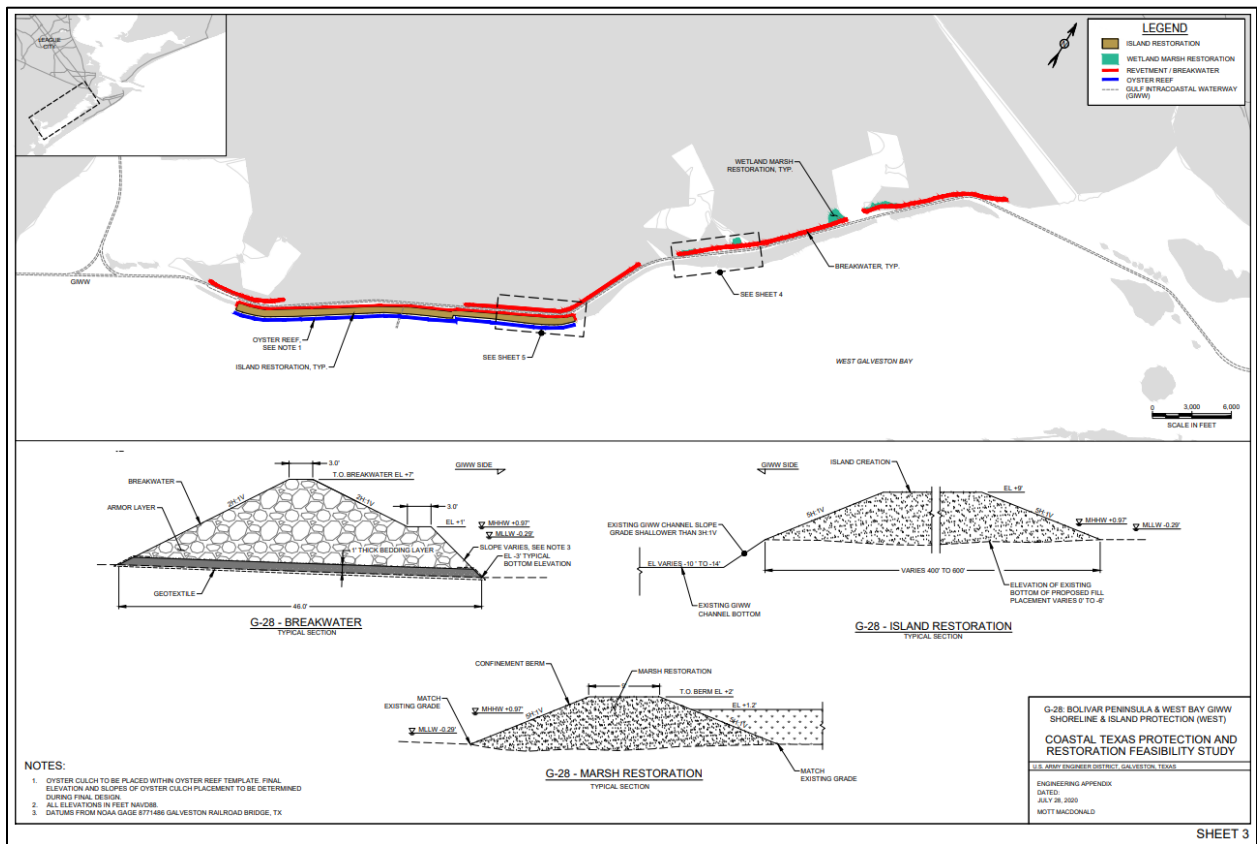 LEAGUE
CITY
LEGEND
ISLAND RESTORATION
WETLAND MARSH RESTORATION
REVETMENT / BREAKWATER
OYSTER REEF
GULF INTRACOASTAL WATERWAY
(GIWW)
WETLAND MARSH
RESTORATION, TYP.
BREAKWATER, TYP.
SEE SHEET 4
GIWW
OYSTER REEF,
SEE NOTE 1
ISLAND RESTORATION, TYP.
SEE SHEET 5
WEST GALVESTON BAY
0 3,000 6,000
SCALE IN FEET
3.0'
GIWW SIDE
BREAKWATER
T.O. BREAKWATER EL +7'
2H:1V
2H:1V
3.0'
ARMOR LAYER
EL +1'
MHHW +0.97'
MLLW -0.29'
1' THICK BEDDING LAYER
SLOPE VARIES, SEE NOTE 3
EL -3' TYPICAL
BOTTOM ELEVATION
GEOTEXTILE
46.0'
G-28 - BREAKWATER
TYPICAL SECTION
GIWW SIDE
ISLAND CREATION
EL +9'
5H:1V
5H:1V
EXISTING GIWW CHANNEL SLOPE
GRADE SHALLOWER THAN 3H:1V
MHHW +0.97'
MLLW -0.29'
EL VARIES -10 ' TO -14'
VARIES 400' TO 600'
EXISTING GIWW
CHANNEL BOTTOM
ELEVATION OF EXISTING
BOTTOM OF PROPOSED FILL
PLACEMENT VARIES 0' TO -6'
G-28 - ISLAND RESTORATION
TYPICAL SECTION
CONFINEMENT BERM
MARSH RESTORATION
MATCH
EXISTING GRADE
T.O. BERM EL +2'
MHHW +0.97'
EL +1.2'
5H:1V
5H:1V
MLLW -0.29'
MATCH
EXISTING GRADE
G-28 - MARSH RESTORATION
TYPICAL SECTION
NOTES:
1. OYSTER CULCH TO BE PLACED WITHIN OYSTER REEF TEMPLATE. FINAL
ELEVATION AND SLOPES OF OYSTER CULCH PLACEMENT TO BE DETERMINED
DURING FINAL DESIGN.
2. ALL ELEVATIONS IN FEET NAVD88.
3. DATUMS FROM NOAA GAGE 8771486 GALVESTON RAILROAD BRIDGE, TX
G-28: BOLIVAR PENINSULA & WEST BAY GIWW
SHORELINE & ISLAND PROTECTION (WEST)
COASTAL TEXAS PROTECTION AND
RESTORATION FEASIBILITY STUDY
U.S. ARMY ENGINEER DISTRICT, GALVESTON, TEXAS
ENGINEERING APPENDIX
DATED:
JULY 28, 2020
MOTT MACDONALD
SHEET 3